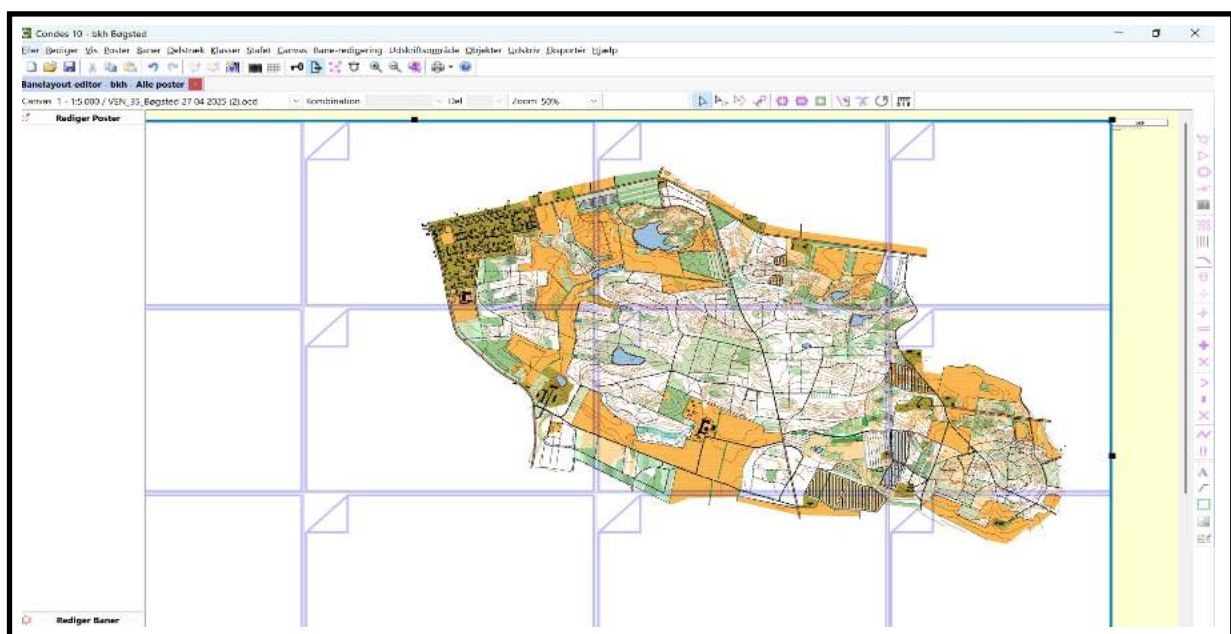 Condes 10 - bkh Bøgsted
Filer Rediger Vis Poster Baner Delstræk Klasser Stafet Canvas Bane-redigering Udskriftsområde Objekter Udskriv Eksportér Hjælp
Banelayout-editor - bkh - Alle poster
Canvas 1 - 1:5.000 / VEN_35_Bøgsted 27 04 2025 (2).ocd Kombination Del Zoom 50%
Rediger Poster
Rediger Baner